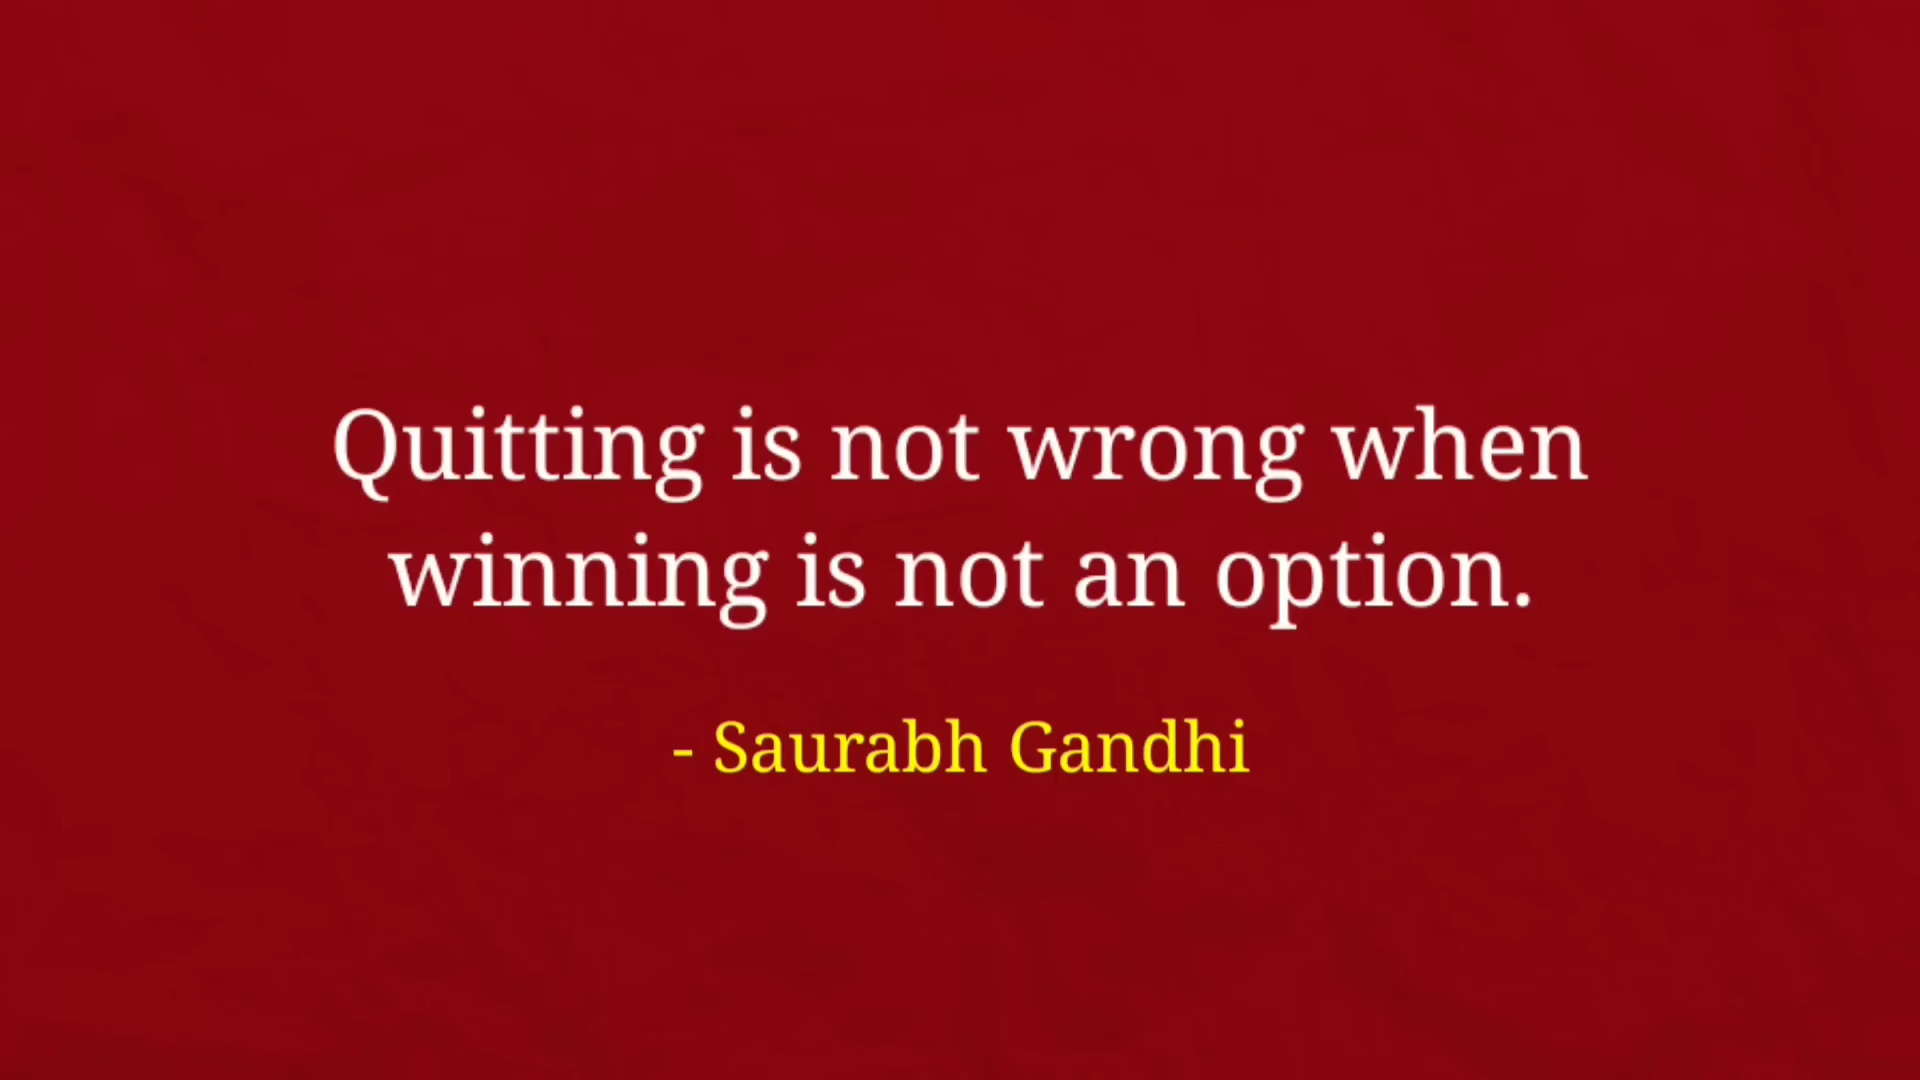 Quitting is not wrong when
winning is not an option.
- Saurabh Gandhi